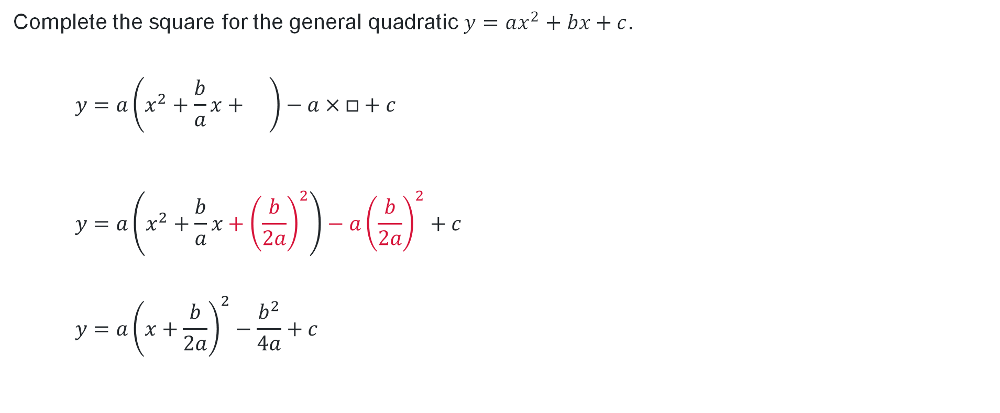 Complete the square for the general quadratic y = ax² + bx + c.
y = a(x² + b/a x +   ) − a × □ + c
y = a(x² + b/a x + (b/2a)²) − a(b/2a)² + c
y = a(x + b/2a)² − b²/4a + c